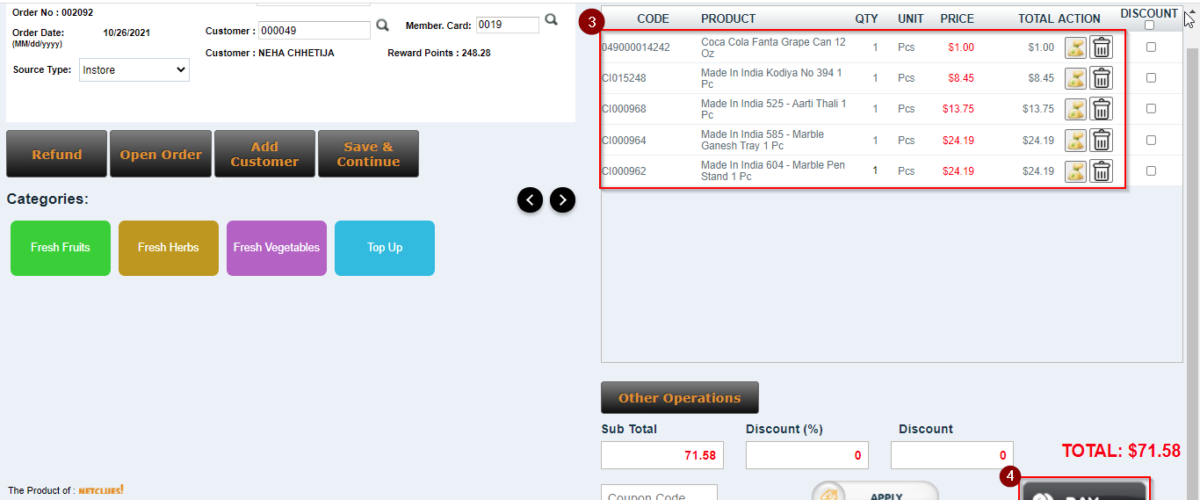 Order No : 002092
Order Date: 10/26/2021
(MM/dd/yyyy)
Customer : 000049
Member. Card: 0019
Customer : NEHA CHHETIJA
Reward Points : 248.28
Source Type: Instore
Refund
Open Order
Add Customer
Save & Continue
Categories:
Fresh Fruits
Fresh Herbs
Fresh Vegetables
Top Up
The Product of : NETCLUES!
3
CODE PRODUCT QTY UNIT PRICE TOTAL ACTION DISCOUNT
049000014242 Coca Cola Fanta Grape Can 12 Oz 1 Pcs $1.00 $1.00
CI015248 Made In India Kodiya No 394 1 Pc 1 Pcs $8.45 $8.45
CI000968 Made In India 525 - Aarti Thali 1 Pc 1 Pcs $13.75 $13.75
CI000964 Made In India 585 - Marble Ganesh Tray 1 Pc 1 Pcs $24.19 $24.19
CI000962 Made In India 604 - Marble Pen Stand 1 Pc 1 Pcs $24.19 $24.19
Other Operations
Sub Total Discount (%) Discount
71.58 0 0
TOTAL: $71.58
4
Coupon Code
APPLY
PAY